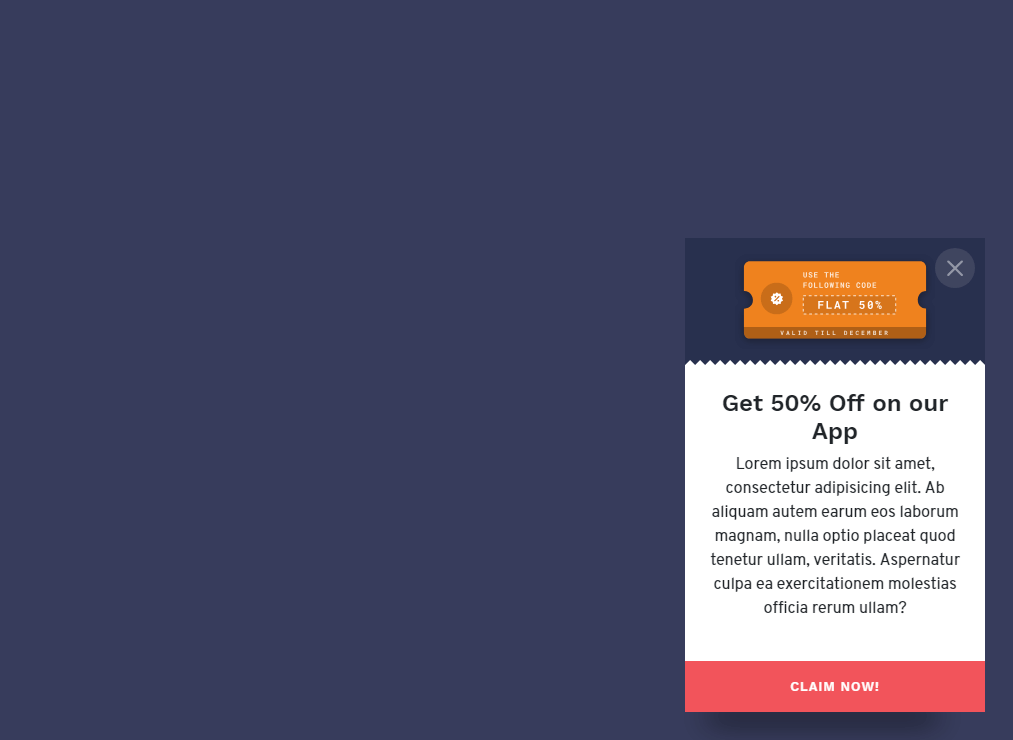 USE THE
FOLLOWING CODE
FLAT 50%
VALID TILL DECEMBER
Get 50% Off on our
App
Lorem ipsum dolor sit amet,
consectetur adipisicing elit. Ab
aliquam autem earum eos laborum
magnam, nulla optio placeat quod
tenetur ullam, veritatis. Aspernatur
culpa ea exercitationem molestias
officia rerum ullam?
CLAIM NOW!